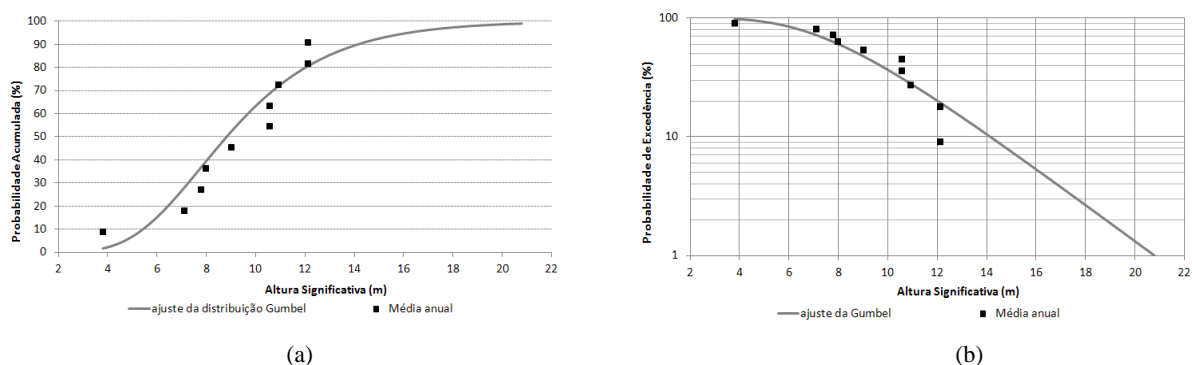 Probabilidade Acumulada (%)
100
90
80
70
60
50
40
30
20
10
0
2 4 6 8 10 12 14 16 18 20 22
Altura Significativa (m)
ajuste da distribuição Gumbel Média anual
(a)
Probabilidade de Excedência (%)
100
10
1
2 4 6 8 10 12 14 16 18 20 22
Altura Significativa (m)
ajuste da Gumbel Média anual
(b)